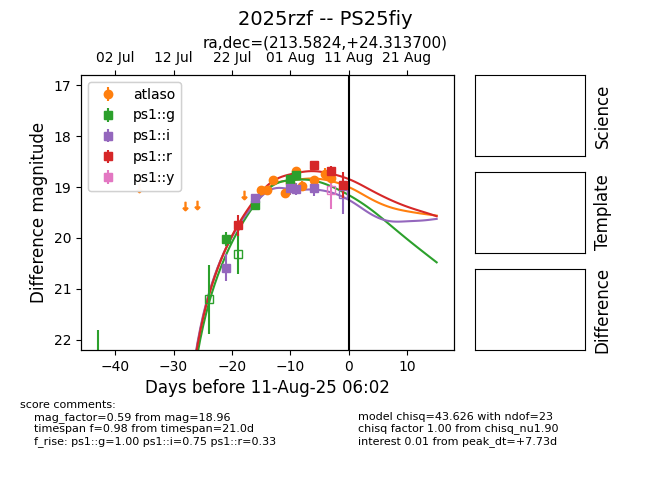 2025rzf -- PS25fiy
ra,dec=(213.5824,+24.313700)
02 Jul 12 Jul 22 Jul 01 Aug 11 Aug 21 Aug
17
18
19
20
21
22
Difference magnitude
atlaso
ps1::g
ps1::i
ps1::r
ps1::y
−40 −30 −20 −10 0 10
Days before 11-Aug-25 06:02
Science
Template
Difference
score comments:
mag_factor=0.59 from mag=18.96
timespan f=0.98 from timespan=21.0d
f_rise: ps1::g=1.00 ps1::i=0.75 ps1::r=0.33
model chisq=43.626 with ndof=23
chisq factor 1.00 from chisq_nu1.90
interest 0.01 from peak_dt=+7.73d